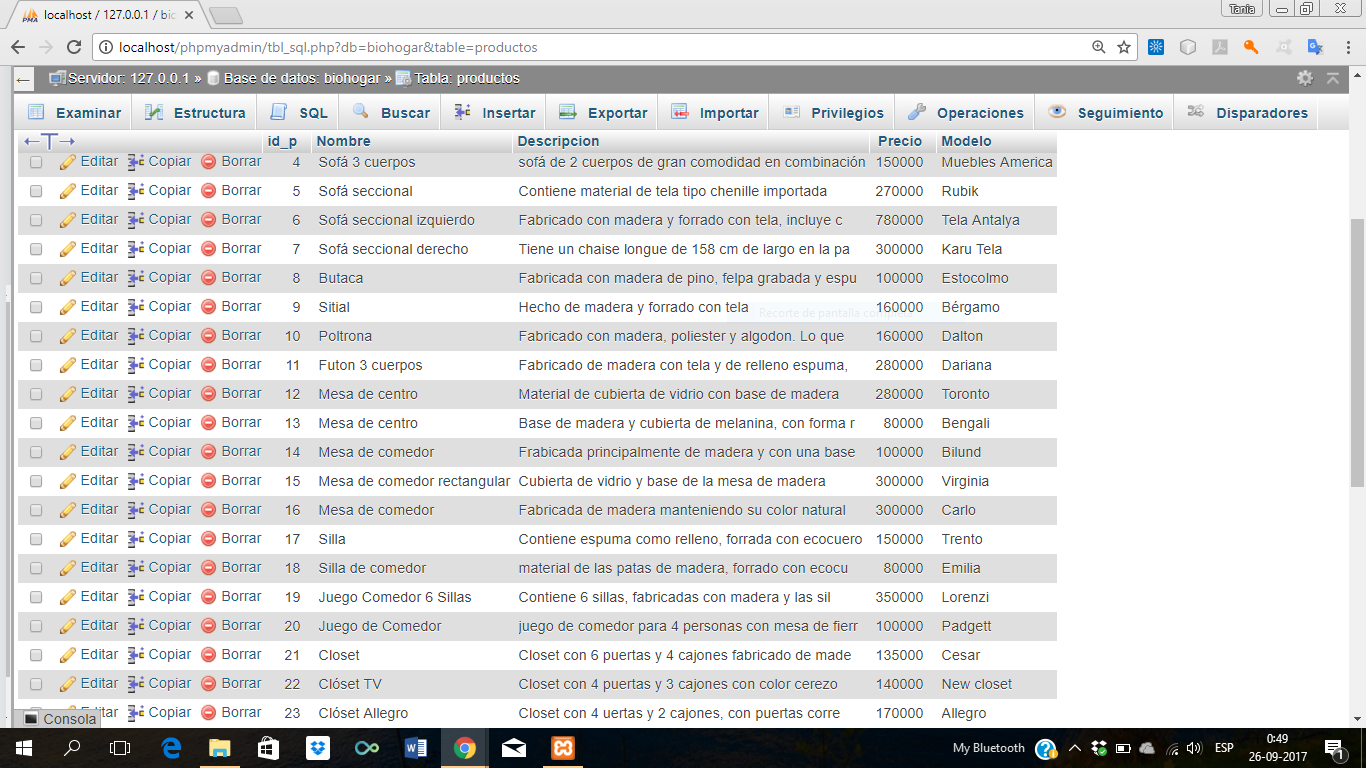 localhost / 127.0.0.1 / bio
Tania
localhost/phpmyadmin/tbl_sql.php?db=biohogar&table=productos
Servidor: 127.0.0.1 » Base de datos: biohogar » Tabla: productos
Examinar Estructura SQL Buscar Insertar Exportar Importar Privilegios Operaciones Seguimiento Disparadores
←T→ id_p Nombre Descripcion Precio Modelo
Editar Copiar Borrar 4 Sofá 3 cuerpos sofá de 2 cuerpos de gran comodidad en combinación 150000 Muebles America
Editar Copiar Borrar 5 Sofá seccional Contiene material de tela tipo chenille importada 270000 Rubik
Editar Copiar Borrar 6 Sofá seccional izquierdo Fabricado con madera y forrado con tela, incluye c 780000 Tela Antalya
Editar Copiar Borrar 7 Sofá seccional derecho Tiene un chaise longue de 158 cm de largo en la pa 300000 Karu Tela
Editar Copiar Borrar 8 Butaca Fabricada con madera de pino, felpa grabada y espu 100000 Estocolmo
Editar Copiar Borrar 9 Sitial Hecho de madera y forrado con tela 160000 Bérgamo
Recorte de pantalla completa
Editar Copiar Borrar 10 Poltrona Fabricado con madera, poliester y algodon. Lo que 160000 Dalton
Editar Copiar Borrar 11 Futon 3 cuerpos Fabricado de madera con tela y de relleno espuma, 280000 Dariana
Editar Copiar Borrar 12 Mesa de centro Material de cubierta de vidrio con base de madera 280000 Toronto
Editar Copiar Borrar 13 Mesa de centro Base de madera y cubierta de melanina, con forma r 80000 Bengali
Editar Copiar Borrar 14 Mesa de comedor Frabicada principalmente de madera y con una base 100000 Bilund
Editar Copiar Borrar 15 Mesa de comedor rectangular Cubierta de vidrio y base de la mesa de madera 300000 Virginia
Editar Copiar Borrar 16 Mesa de comedor Fabricada de madera manteniendo su color natural 300000 Carlo
Editar Copiar Borrar 17 Silla Contiene espuma como relleno, forrada con ecocuero 150000 Trento
Editar Copiar Borrar 18 Silla de comedor material de las patas de madera, forrado con ecocu 80000 Emilia
Editar Copiar Borrar 19 Juego Comedor 6 Sillas Contiene 6 sillas, fabricadas con madera y las sil 350000 Lorenzi
Editar Copiar Borrar 20 Juego de Comedor juego de comedor para 4 personas con mesa de fierr 100000 Padgett
Editar Copiar Borrar 21 Closet Closet con 6 puertas y 4 cajones fabricado de made 135000 Cesar
Editar Copiar Borrar 22 Clóset TV Closet con 4 puertas y 3 cajones con color cerezo 140000 New closet
Editar Copiar Borrar 23 Clóset Allegro Closet con 4 uertas y 2 cajones, con puertas corre 170000 Allegro
Consola
My Bluetooth ESP 0:49
26-09-2017 1